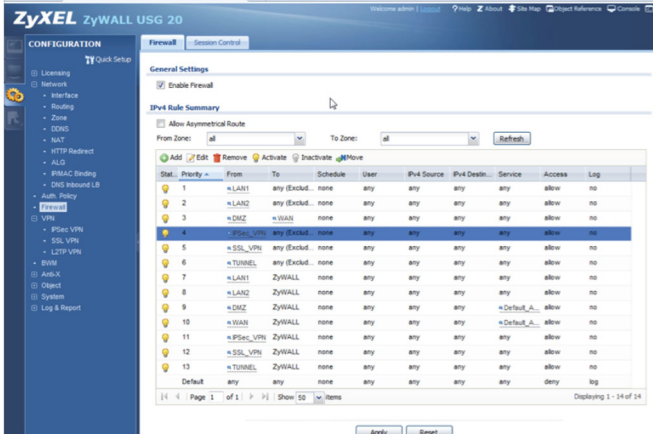 ZyXEL ZyWALL USG 20
Welcome admin | Logout ?Help Z About Site Map Object Reference Console
CONFIGURATION
Quick Setup
Licensing
Network
Interface
Routing
Zone
DDNS
NAT
HTTP Redirect
ALG
IP/MAC Binding
DNS Inbound LB
Auth. Policy
Firewall
VPN
IPSec VPN
SSL VPN
L2TP VPN
BWM
Anti-X
Object
System
Log & Report
Firewall Session Control
General Settings
Enable Firewall
IPv4 Rule Summary
Allow Asymmetrical Route
From Zone: all To Zone: all Refresh
Add Edit Remove Activate Inactivate Move
Stat... Priority From To Schedule User IPv4 Source IPv4 Destin... Service Access Log
1 LAN1 any (Exclud... none any any any any allow no
2 LAN2 any (Exclud... none any any any any allow no
3 DMZ WAN none any any any any allow no
4 IPSec_VPN any (Exclud... none any any any any allow no
5 SSL_VPN any (Exclud... none any any any any allow no
6 TUNNEL any (Exclud... none any any any any allow no
7 LAN1 ZyWALL none any any any any allow no
8 LAN2 ZyWALL none any any any any allow no
9 DMZ ZyWALL none any any any Default_A... allow no
10 WAN ZyWALL none any any any Default_A... allow no
11 IPSec_VPN ZyWALL none any any any any allow no
12 SSL_VPN ZyWALL none any any any any allow no
13 TUNNEL ZyWALL none any any any any allow no
Default any any none any any any any deny log
Page 1 of 1 Show 50 items Displaying 1 - 14 of 14
Apply Reset